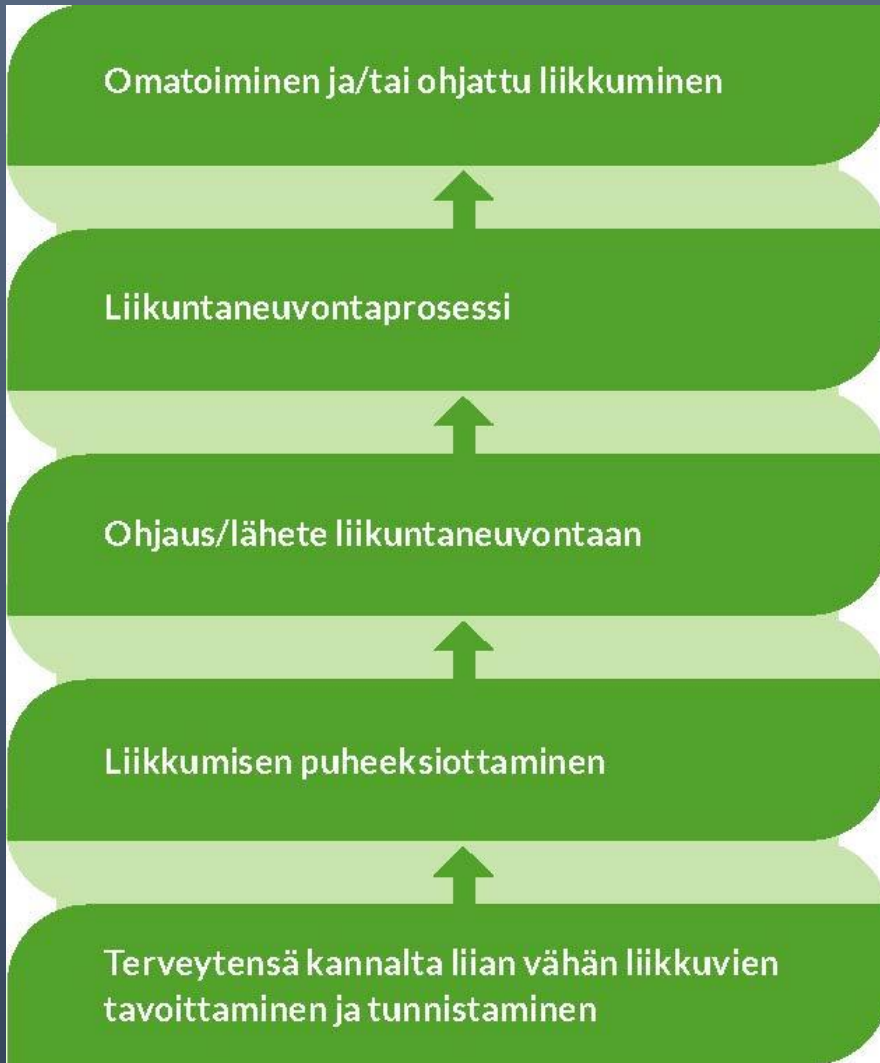 Omatoiminen ja/tai ohjattu liikkuminen
Liikuntaneuvontaprosessi
Ohjaus/lähete liikuntaneuvontaan
Liikkumisen puheeksiottaminen
Terveytensä kannalta liian vähän liikkuvien
tavoittaminen ja tunnistaminen